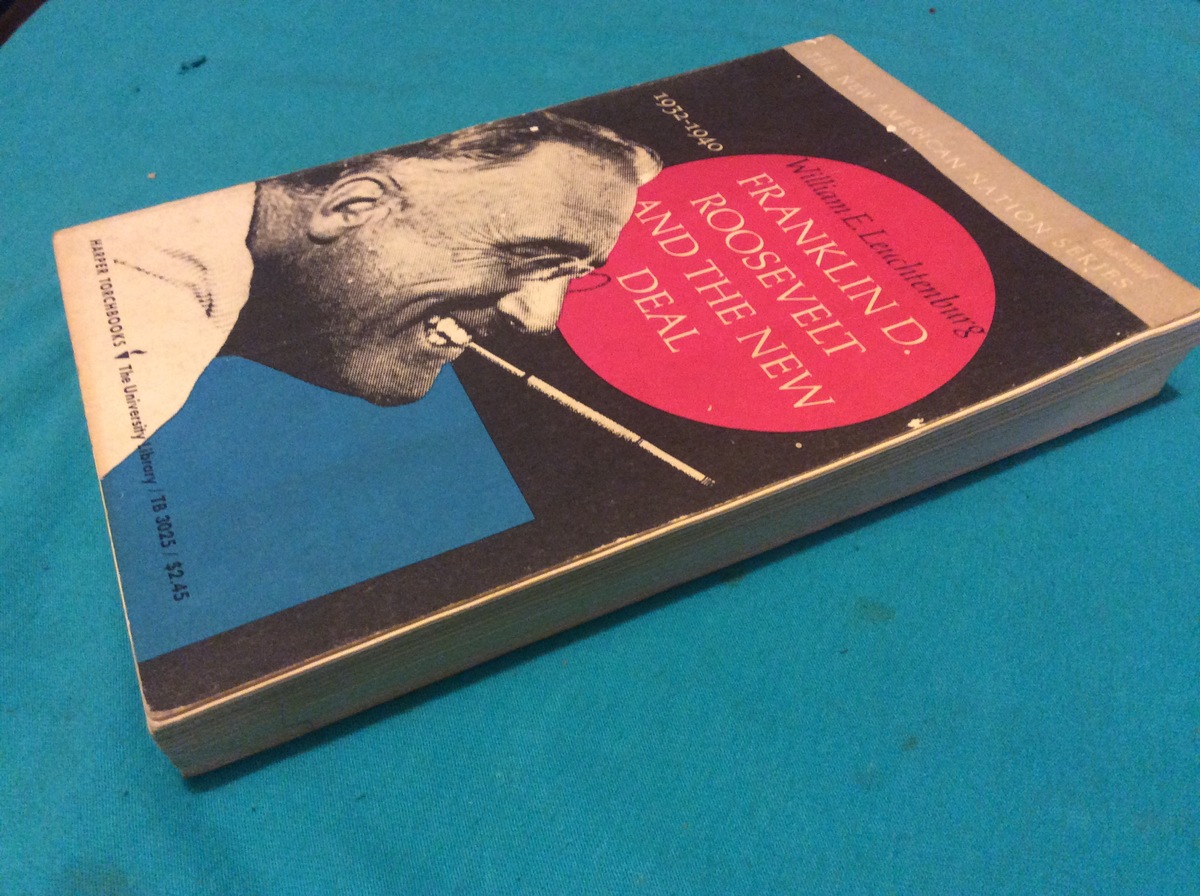 THE NEW AMERICAN NATION SERIES
Illustrated
William E. Leuchtenburg
FRANKLIN D.
ROOSEVELT
AND THE NEW
DEAL
1932-1940
HARPER TORCHBOOKS The University Library / TB 3025 / $2.45